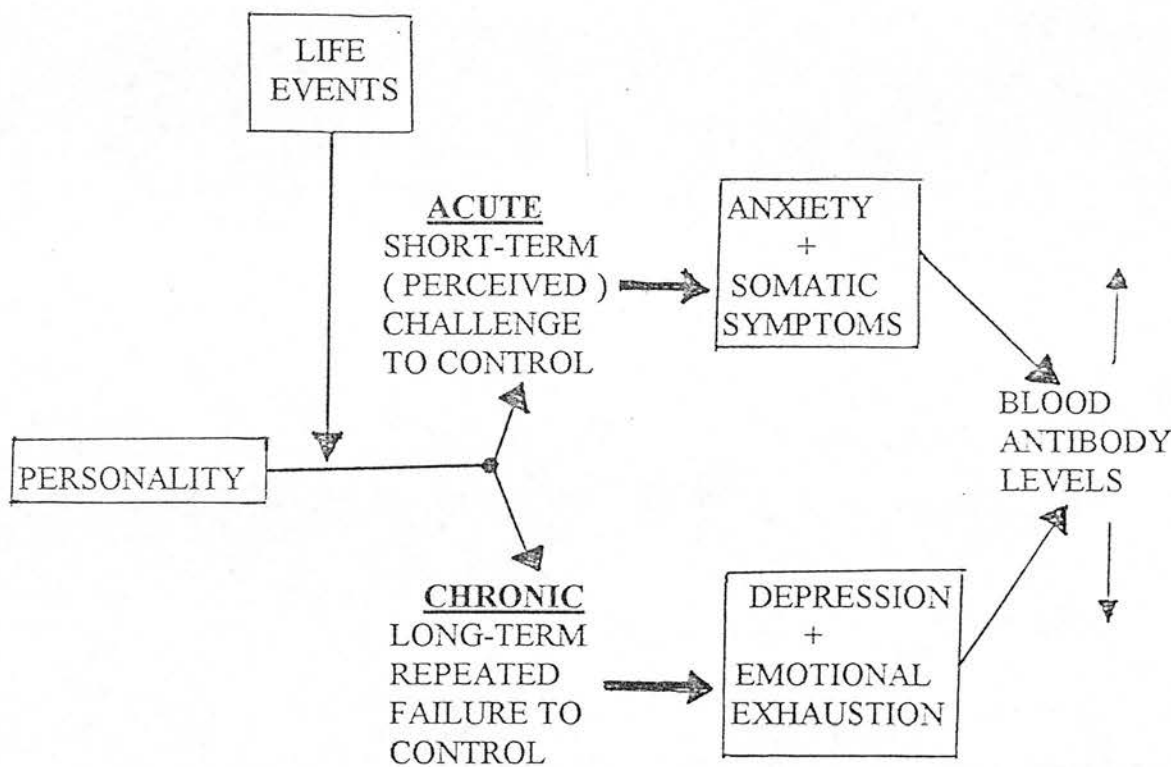 LIFE
EVENTS
ACUTE
SHORT-TERM
( PERCEIVED )
CHALLENGE
TO CONTROL
ANXIETY
+
SOMATIC
SYMPTOMS
PERSONALITY
BLOOD
ANTIBODY
LEVELS
CHRONIC
LONG-TERM
REPEATED
FAILURE TO
CONTROL
DEPRESSION
+
EMOTIONAL
EXHAUSTION